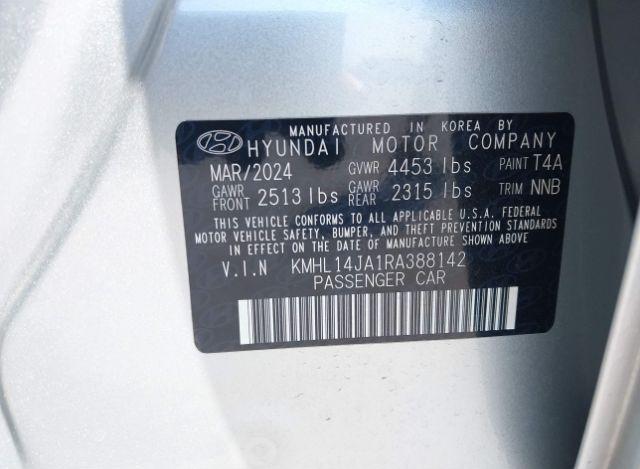 MANUFACTURED IN KOREA BY
HYUNDAI MOTOR COMPANY
MAR/2024 GVWR 4453 lbs PAINT T4A
GAWR FRONT 2513 lbs GAWR REAR 2315 lbs TRIM NNB
THIS VEHICLE CONFORMS TO ALL APPLICABLE U.S.A. FEDERAL
MOTOR VEHICLE SAFETY, BUMPER, AND THEFT PREVENTION STANDARDS
IN EFFECT ON THE DATE OF MANUFACTURE SHOWN ABOVE.
V.I.N KMHL14JA1RA388142
PASSENGER CAR